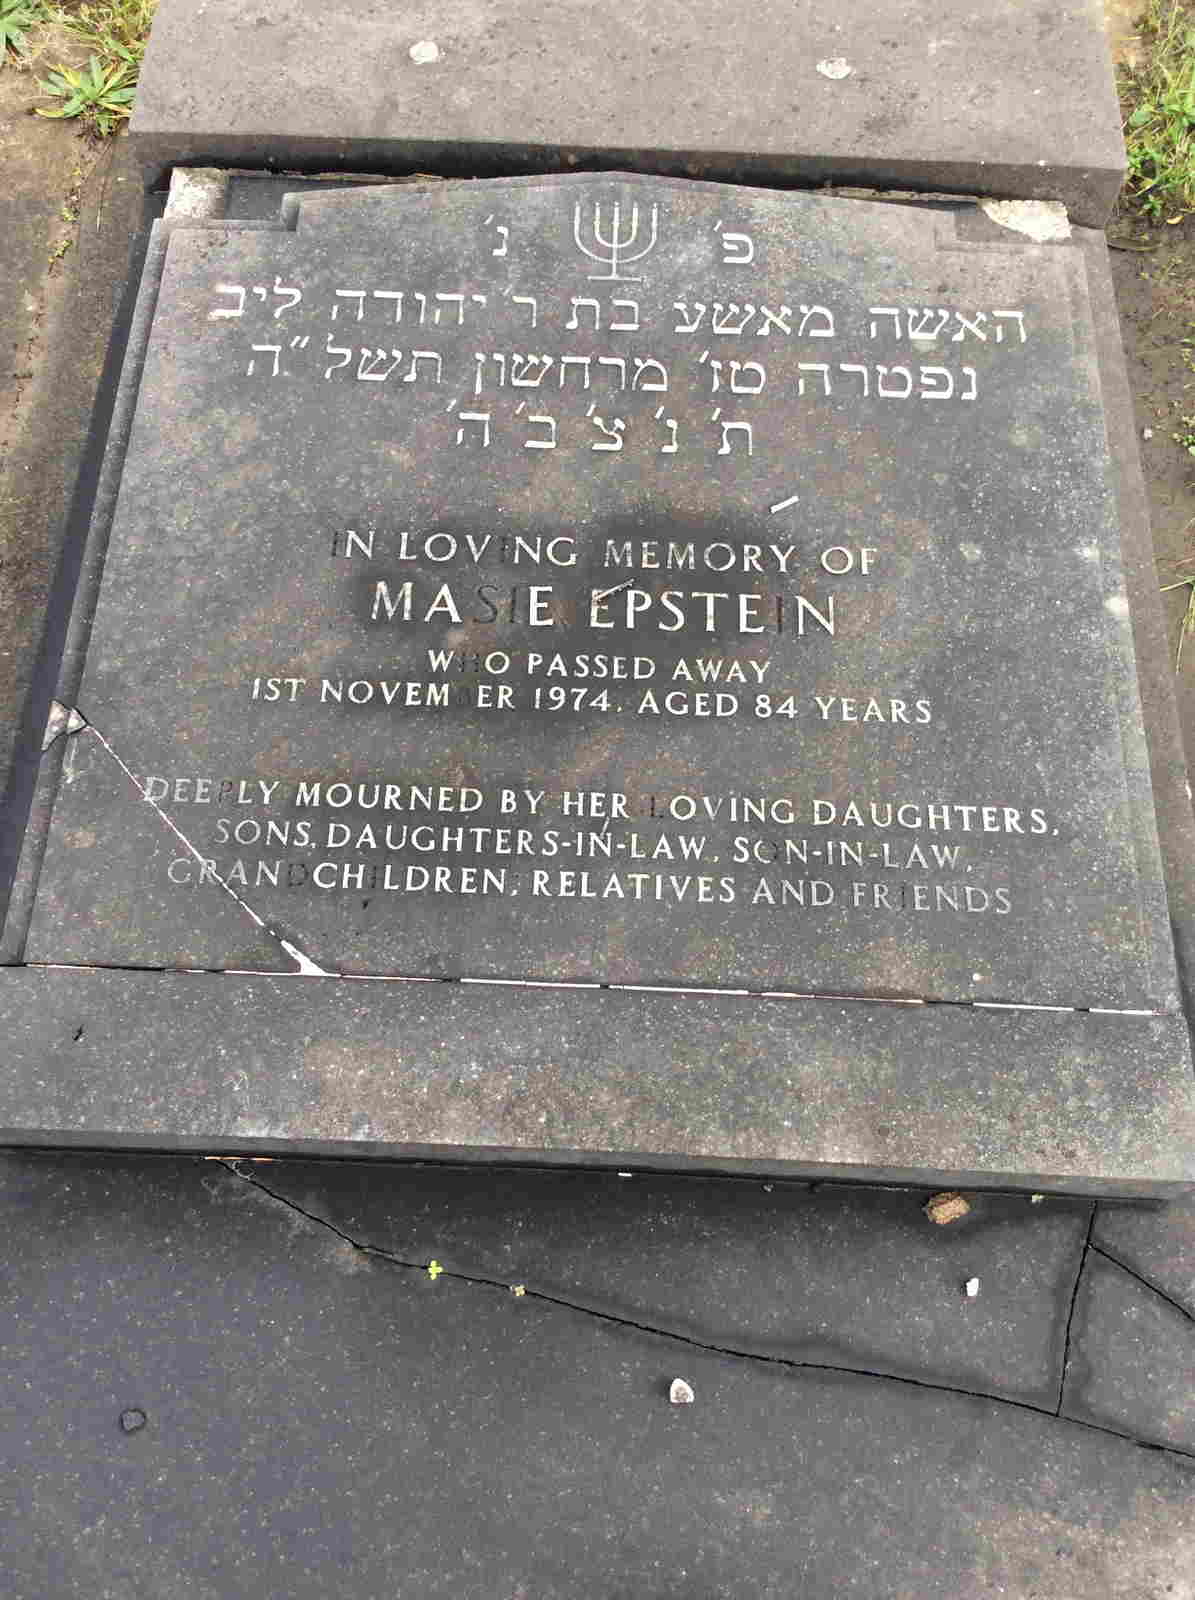 פ׳ נ׳
האשה מאשע בת ר׳ יהודה ליב
נפטרה טז׳ מרחשון תשל״ה
ת׳ נ׳ צ׳ ב׳ ה׳
IN LOVING MEMORY OF
MASIE EPSTEIN
WHO PASSED AWAY
1ST NOVEMBER 1974. AGED 84 YEARS
DEEPLY MOURNED BY HER LOVING DAUGHTERS,
SONS, DAUGHTERS-IN-LAW, SON-IN-LAW,
GRANDCHILDREN, RELATIVES AND FRIENDS